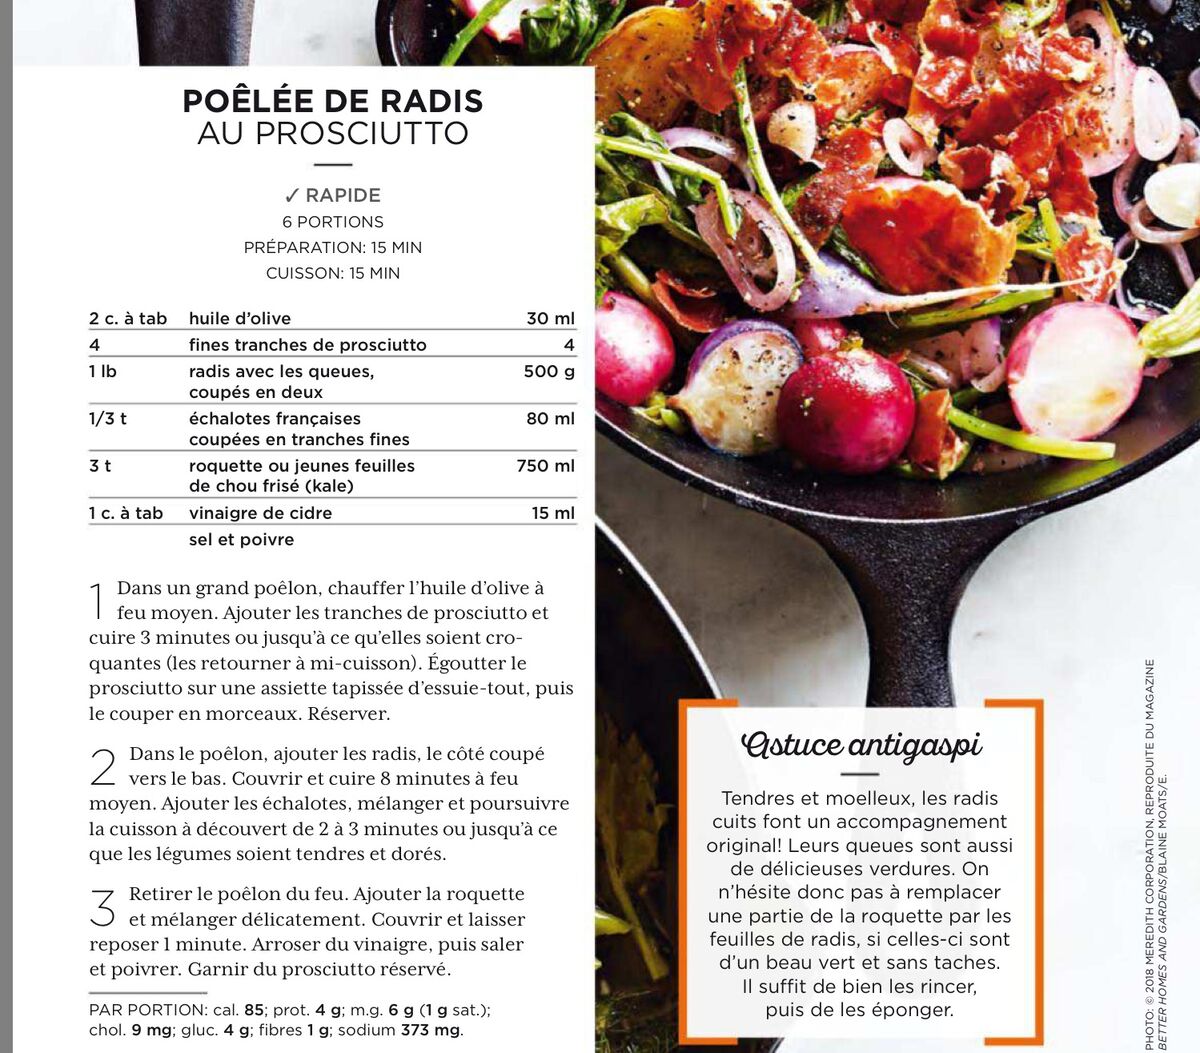 POÊLÉE DE RADIS
AU PROSCIUTTO
✓ RAPIDE
6 PORTIONS
PRÉPARATION: 15 MIN
CUISSON: 15 MIN
2 c. à tab huile d’olive 30 ml
4 fines tranches de prosciutto 4
1 lb radis avec les queues, 500 g
coupés en deux
1/3 t échalotes françaises 80 ml
coupées en tranches fines
3 t roquette ou jeunes feuilles 750 ml
de chou frisé (kale)
1 c. à tab vinaigre de cidre 15 ml
sel et poivre
1 Dans un grand poêlon, chauffer l’huile d’olive à
feu moyen. Ajouter les tranches de prosciutto et
cuire 3 minutes ou jusqu’à ce qu’elles soient cro-
quantes (les retourner à mi-cuisson). Égoutter le
prosciutto sur une assiette tapissée d’essuie-tout, puis
le couper en morceaux. Réserver.
2 Dans le poêlon, ajouter les radis, le côté coupé
vers le bas. Couvrir et cuire 8 minutes à feu
moyen. Ajouter les échalotes, mélanger et poursuivre
la cuisson à découvert de 2 à 3 minutes ou jusqu’à ce
que les légumes soient tendres et dorés.
3 Retirer le poêlon du feu. Ajouter la roquette
et mélanger délicatement. Couvrir et laisser
reposer 1 minute. Arroser du vinaigre, puis saler
et poivrer. Garnir du prosciutto réservé.
PAR PORTION: cal. 85; prot. 4 g; m.g. 6 g (1 g sat.);
chol. 9 mg; gluc. 4 g; fibres 1 g; sodium 373 mg.
Astuce antigaspi
Tendres et moelleux, les radis
cuits font un accompagnement
original! Leurs queues sont aussi
de délicieuses verdures. On
n’hésite donc pas à remplacer
une partie de la roquette par les
feuilles de radis, si celles-ci sont
d’un beau vert et sans taches.
Il suffit de bien les rincer,
puis de les éponger.
PHOTO: © 2018 MEREDITH CORPORATION, REPRODUITE DU MAGAZINE
BETTER HOMES AND GARDENS/BLAINE MOATS/E.